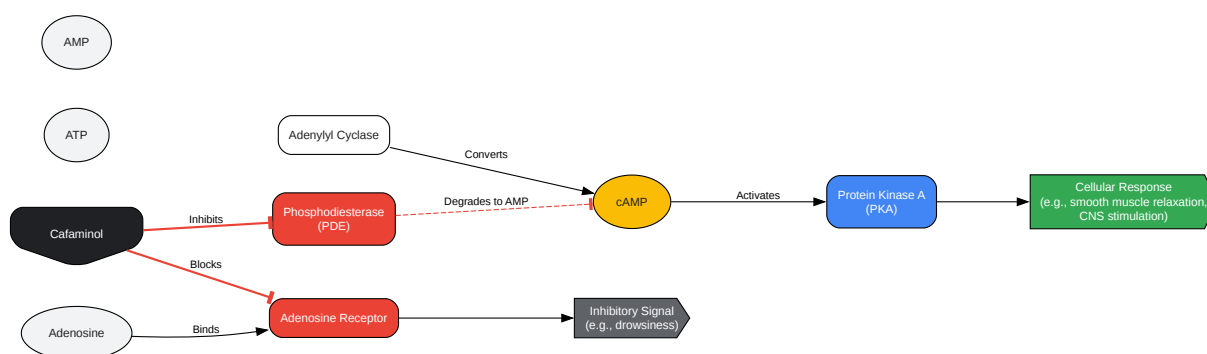 AMP
ATP
Adenylyl Cyclase
Converts
cAMP
Degrades to AMP
Phosphodiesterase
(PDE)
Inhibits
Cafaminol
Blocks
Activates
Protein Kinase A
(PKA)
Cellular Response
(e.g., smooth muscle relaxation,
CNS stimulation)
Adenosine
Binds
Adenosine Receptor
Inhibitory Signal
(e.g., drowsiness)